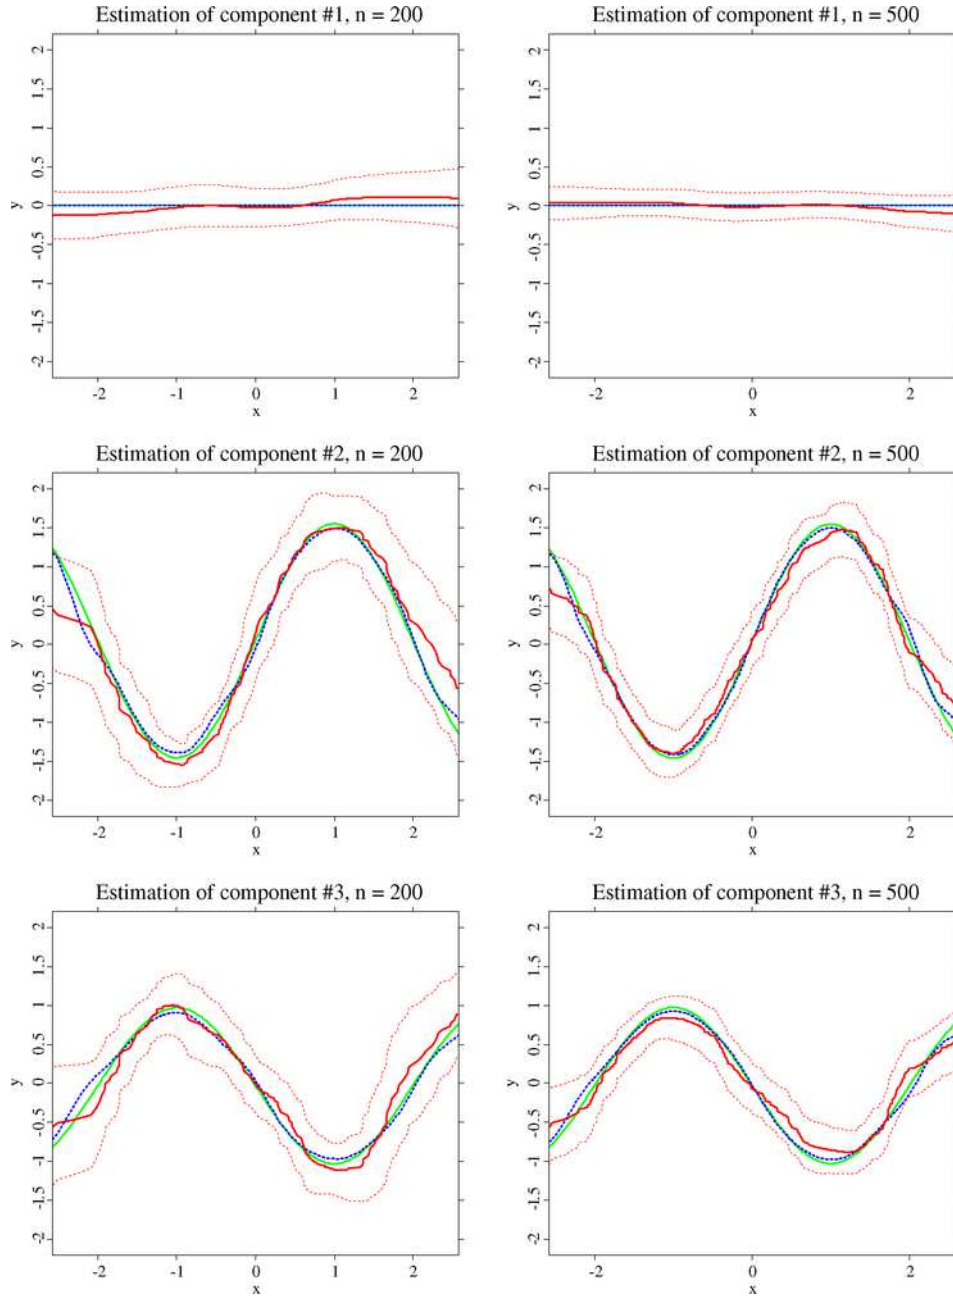 Estimation of component #1, n = 200
2
1.5
1
0.5
0
-0.5
-1
-1.5
-2
y
-2 -1 0 1 2
x
Estimation of component #1, n = 500
2
1.5
1
0.5
0
-0.5
-1
-1.5
-2
y
-2 0 2
x
Estimation of component #2, n = 200
2
1.5
1
0.5
0
-0.5
-1
-1.5
-2
y
-2 -1 0 1 2
x
Estimation of component #2, n = 500
2
1.5
1
0.5
0
-0.5
-1
-1.5
-2
y
-2 0 2
x
Estimation of component #3, n = 200
2
1.5
1
0.5
0
-0.5
-1
-1.5
-2
y
-2 -1 0 1 2
x
Estimation of component #3, n = 500
2
1.5
1
0.5
0
-0.5
-1
-1.5
-2
y
-2 0 2
x